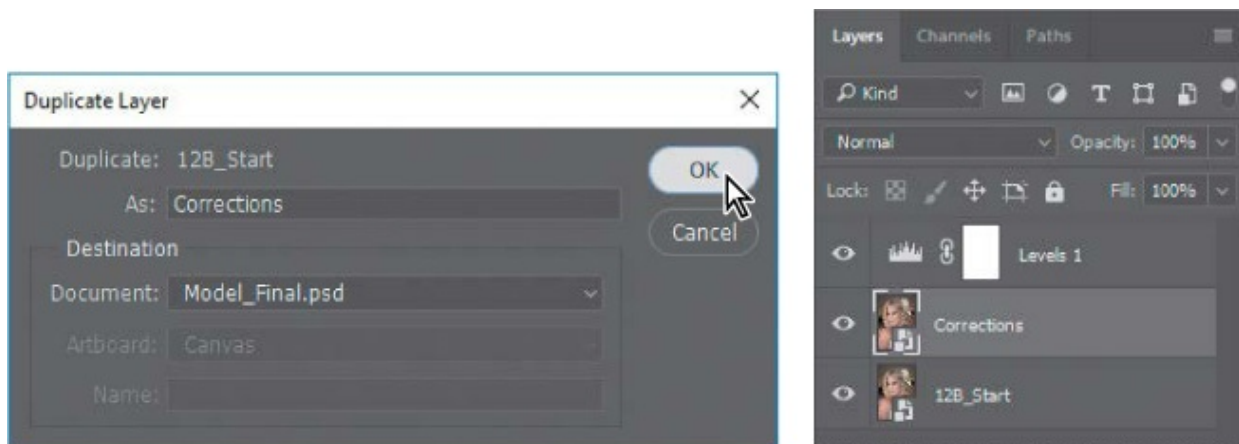 Duplicate Layer
Duplicate: 12B_Start
As: Corrections
OK
Cancel
Destination
Document: Model_Final.psd
Artboard: Canvas
Name:
Layers Channels Paths
Kind
Normal Opacity: 100%
Lock: Fill: 100%
Levels 1
Corrections
12B_Start